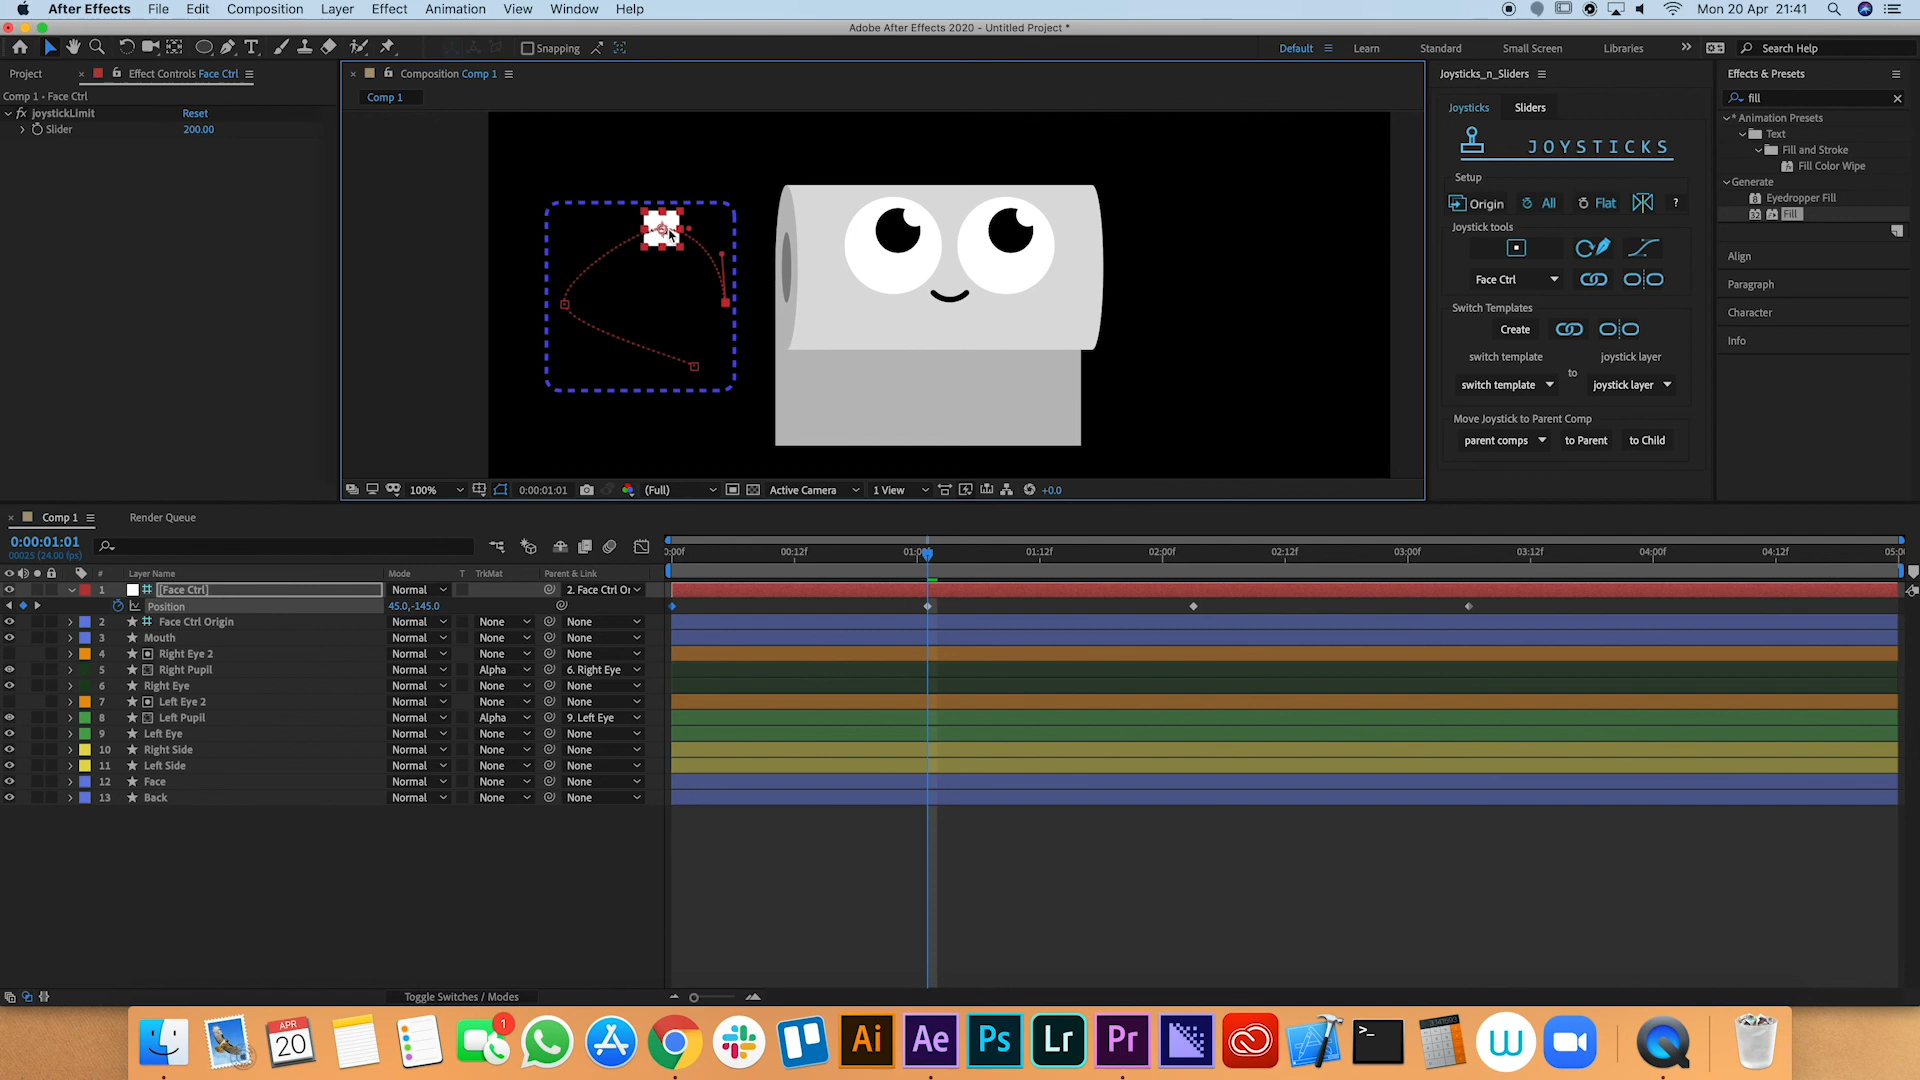 After Effects File Edit Composition Layer Effect Animation View Window Help Mon 20 Apr 21:41
Adobe After Effects 2020 - Untitled Project *
Snapping Default Learn Standard Small Screen Libraries Search Help
Project Effect Controls Face Ctrl
Comp 1 • Face Ctrl
fx joystickLimit Reset
Slider 200.00
Composition Comp 1
Comp 1
100% 0:00:01:01 (Full) Active Camera 1 View +0.0
Joysticks_n_Sliders
Joysticks Sliders
JOYSTICKS
Setup
Origin All Flat ?
Joystick tools
Face Ctrl
Switch Templates
Create
switch template joystick layer
to
switch template joystick layer
Move Joystick to Parent Comp
parent comps to Parent to Child
Effects & Presets
fill
* Animation Presets
Text
Fill and Stroke
Fill Color Wipe
Generate
Eyedropper Fill
Fill
Align
Paragraph
Character
Info
Comp 1 Render Queue
0:00:01:01
00025 (24.00 fps)
:00f 00:12f 01:00f 01:12f 02:00f 02:12f 03:00f 03:12f 04:00f 04:12f 05:0
# Layer Name Mode T TrkMat Parent & Link
1 [Face Ctrl] Normal 2. Face Ctrl Or
Position 45.0,-145.0
2 Face Ctrl Origin Normal None None
3 Mouth Normal None None
4 Right Eye 2 Normal None None
5 Right Pupil Normal Alpha 6. Right Eye
6 Right Eye Normal None None
7 Left Eye 2 Normal None None
8 Left Pupil Normal Alpha 9. Left Eye
9 Left Eye Normal None None
10 Right Side Normal None None
11 Left Side Normal None None
12 Face Normal None None
13 Back Normal None None
Toggle Switches / Modes
APR
20
1
Ai Ae Ps Lr Pr